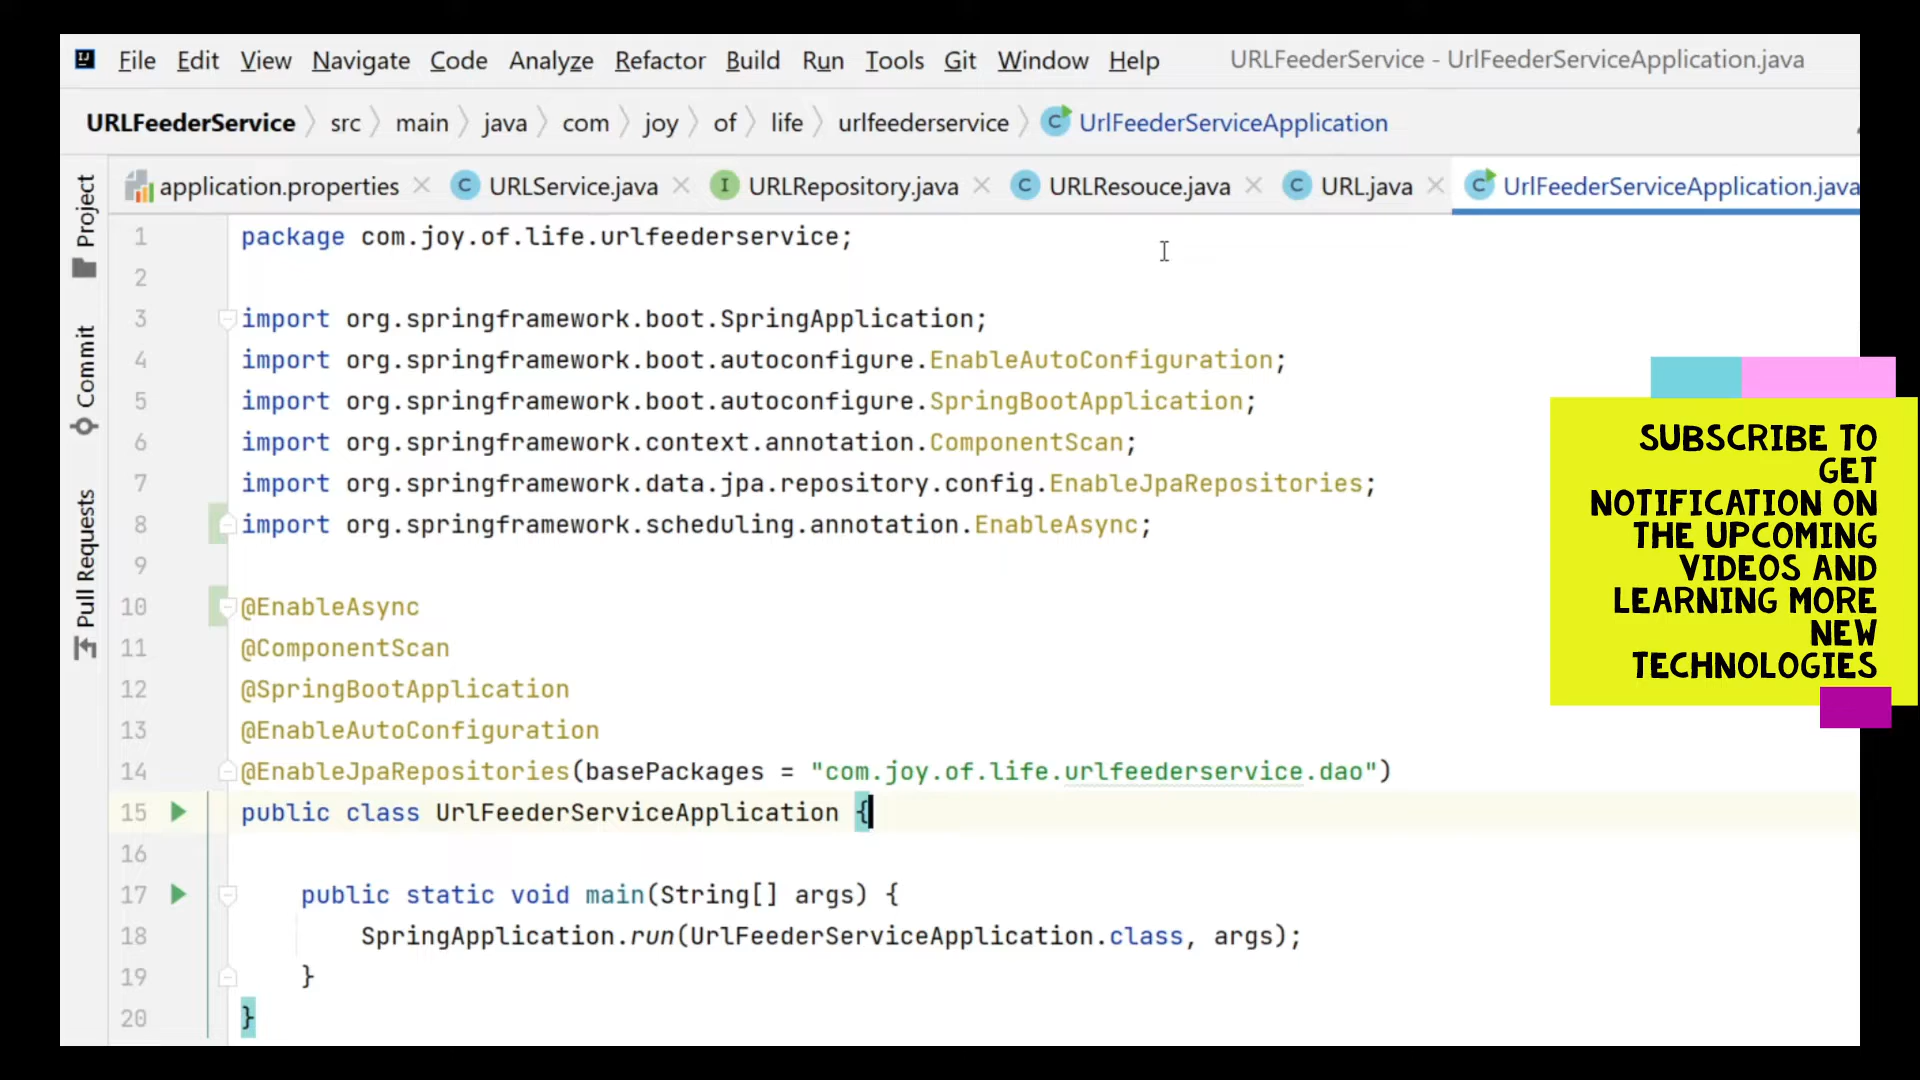 File Edit View Navigate Code Analyze Refactor Build Run Tools Git Window Help URLFeederService - UrlFeederServiceApplication.java
URLFeederService src main java com joy of life urlfeederservice UrlFeederServiceApplication
application.properties URLService.java URLRepository.java URLResouce.java URL.java UrlFeederServiceApplication.java
Project
Commit
Pull Requests
1 package com.joy.of.life.urlfeederservice;
2
3 import org.springframework.boot.SpringApplication;
4 import org.springframework.boot.autoconfigure.EnableAutoConfiguration;
5 import org.springframework.boot.autoconfigure.SpringBootApplication;
6 import org.springframework.context.annotation.ComponentScan;
7 import org.springframework.data.jpa.repository.config.EnableJpaRepositories;
8 import org.springframework.scheduling.annotation.EnableAsync;
9
10 @EnableAsync
11 @ComponentScan
12 @SpringBootApplication
13 @EnableAutoConfiguration
14 @EnableJpaRepositories(basePackages = "com.joy.of.life.urlfeederservice.dao")
15 public class UrlFeederServiceApplication {
16
17 public static void main(String[] args) {
18 SpringApplication.run(UrlFeederServiceApplication.class, args);
19 }
20 }
SUBSCRIBE TO
GET
NOTIFICATION ON
THE UPCOMING
VIDEOS AND
LEARNING MORE
NEW
TECHNOLOGIES